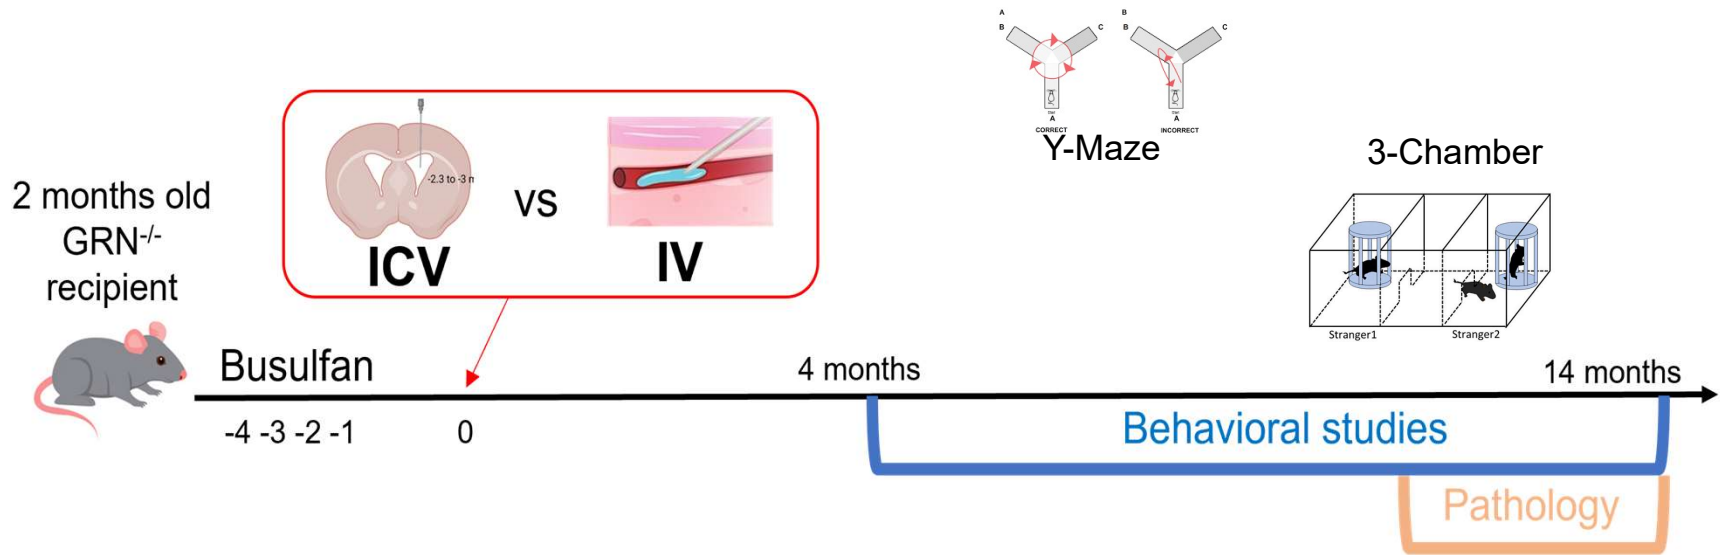 A
B
B
C
B
C
A
A
CORRECT
INCORRECT
Y-Maze
3-Chamber
-2.3 to -3 n
vs
ICV
IV
2 months old
GRN-/-
recipient
Stranger1
Stranger2
Busulfan
4 months
14 months
-4 -3 -2 -1
0
Behavioral studies
Pathology